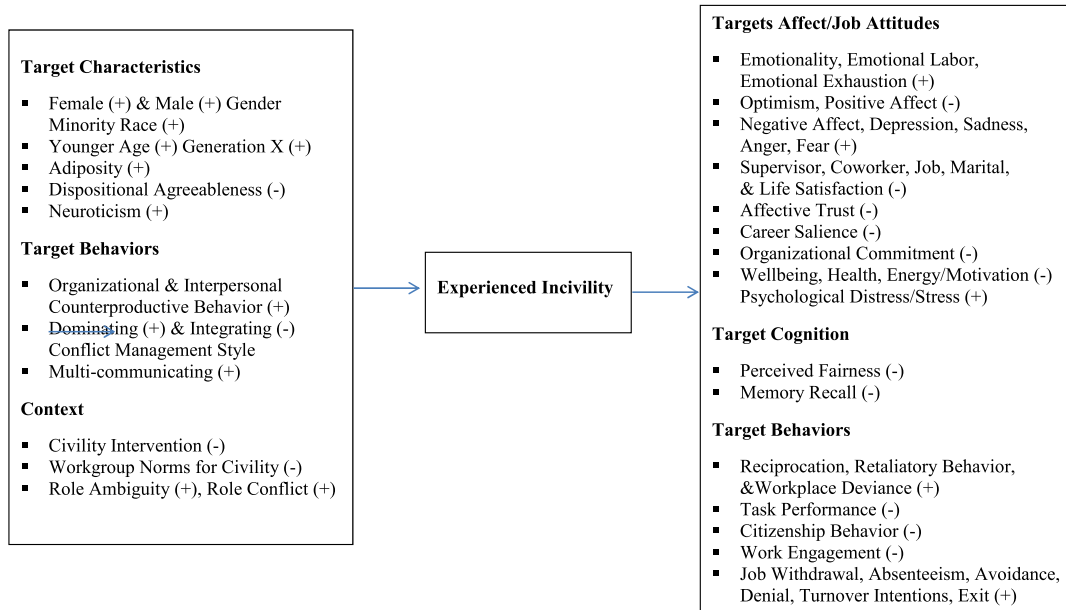 Target Characteristics
▪ Female (+) & Male (+) Gender
Minority Race (+)
▪ Younger Age (+) Generation X (+)
▪ Adiposity (+)
▪ Dispositional Agreeableness (-)
▪ Neuroticism (+)
Target Behaviors
▪ Organizational & Interpersonal
Counterproductive Behavior (+)
▪ Dominating (+) & Integrating (-)
Conflict Management Style
▪ Multi-communicating (+)
Context
▪ Civility Intervention (-)
▪ Workgroup Norms for Civility (-)
▪ Role Ambiguity (+), Role Conflict (+)
Experienced Incivility
Targets Affect/Job Attitudes
▪ Emotionality, Emotional Labor,
Emotional Exhaustion (+)
▪ Optimism, Positive Affect (-)
▪ Negative Affect, Depression, Sadness,
Anger, Fear (+)
▪ Supervisor, Coworker, Job, Marital,
& Life Satisfaction (-)
▪ Affective Trust (-)
▪ Career Salience (-)
▪ Organizational Commitment (-)
▪ Wellbeing, Health, Energy/Motivation (-)
Psychological Distress/Stress (+)
Target Cognition
▪ Perceived Fairness (-)
▪ Memory Recall (-)
Target Behaviors
▪ Reciprocation, Retaliatory Behavior,
&Workplace Deviance (+)
▪ Task Performance (-)
▪ Citizenship Behavior (-)
▪ Work Engagement (-)
▪ Job Withdrawal, Absenteeism, Avoidance,
Denial, Turnover Intentions, Exit (+)